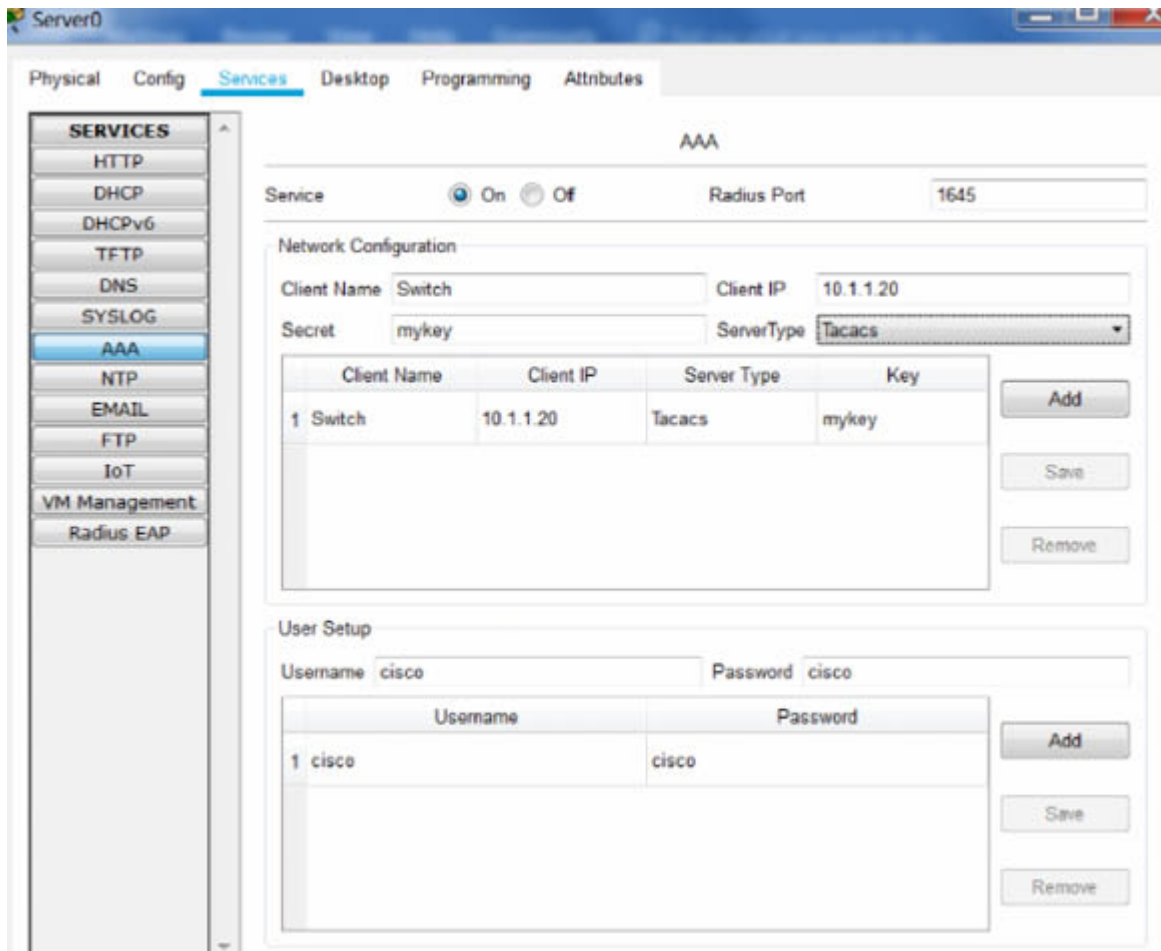 Server0
Physical Config Services Desktop Programming Attributes
SERVICES
HTTP
DHCP
DHCPv6
TFTP
DNS
SYSLOG
AAA
NTP
EMAIL
FTP
IoT
VM Management
Radius EAP
AAA
Service On Off Radius Port 1645
Network Configuration
Client Name Switch Client IP 10.1.1.20
Secret mykey ServerType Tacacs
Client Name Client IP Server Type Key
1 Switch 10.1.1.20 Tacacs mykey
Add
Save
Remove
User Setup
Username cisco Password cisco
Username Password
1 cisco cisco
Add
Save
Remove